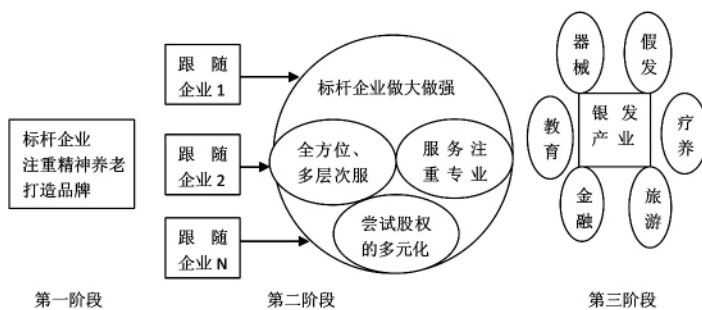 标杆企业
注重精神养老
打造品牌
第一阶段
跟 随
企业 1
跟 随
企业 2
跟 随
企业 N
标杆企业做大做强
全方位、
多层次服
服 务 注
重 专 业
尝试股权
的多元化
第二阶段
器
械
假
发
教
育
银 发
产 业
疗
养
金
融
旅
游
第三阶段